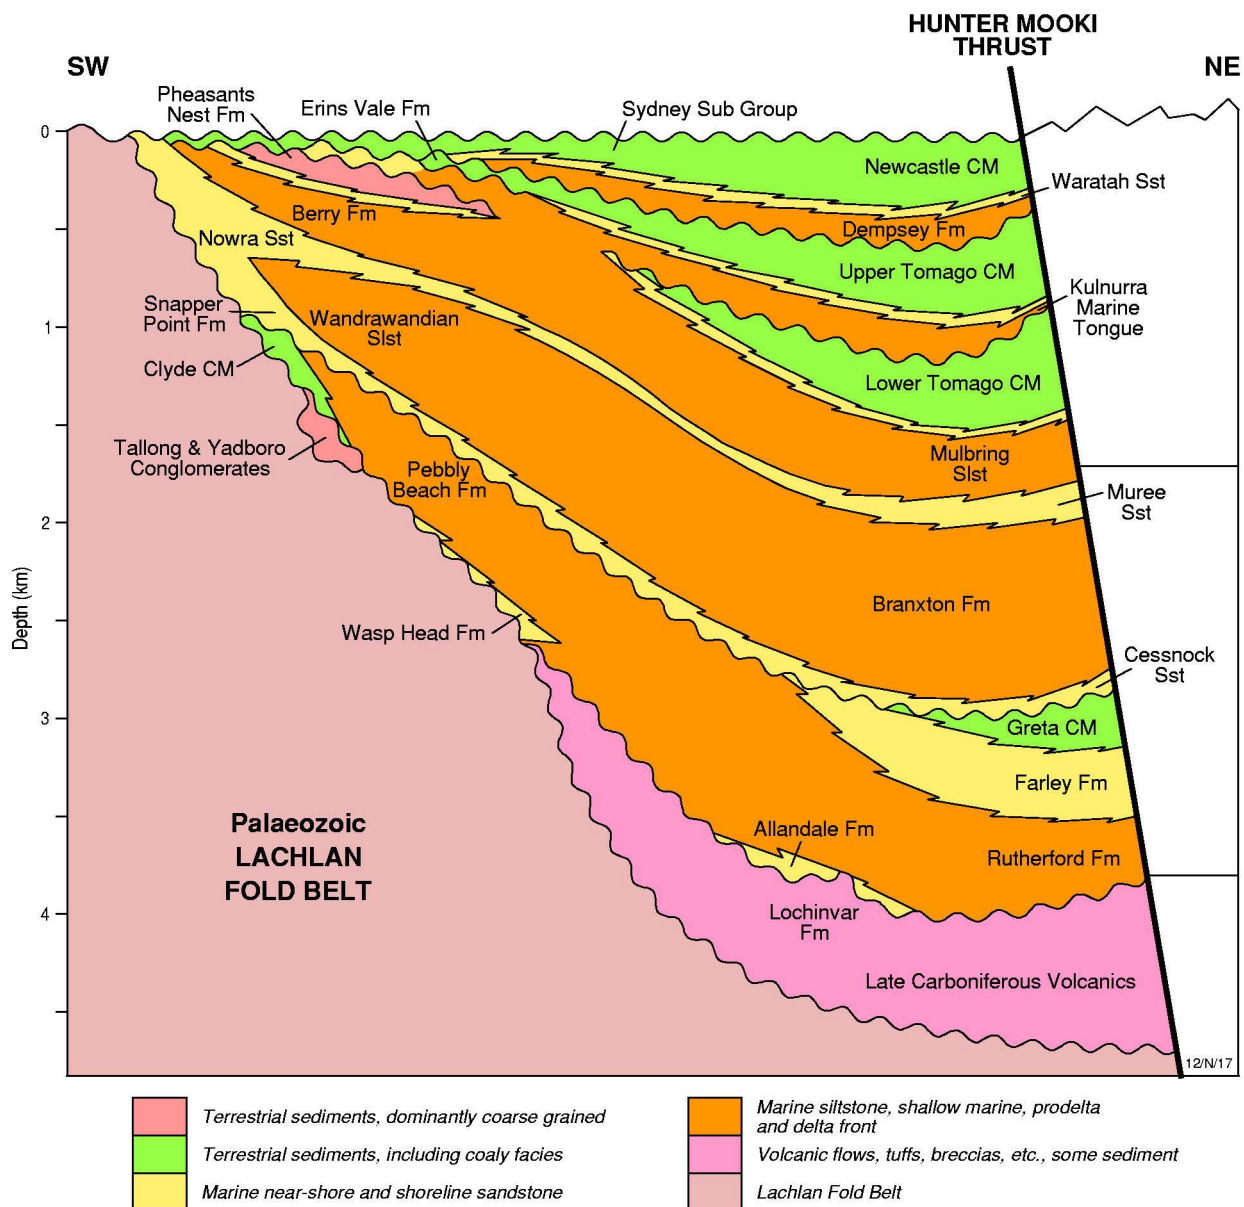 HUNTER MOOKI
THRUST
SW
NE
Pheasants
Nest Fm
Erins Vale Fm
Sydney Sub Group
0
Newcastle CM
Waratah Sst
Berry Fm
Dempsey Fm
Nowra Sst
Upper Tomago CM
Kulnurra
Marine
Tongue
Snapper
Point Fm
1
Wandrawandian
Slst
Clyde CM
Lower Tomago CM
Tallong & Yadboro
Conglomerates
Pebbly
Beach Fm
Mulbring
Slst
Muree
Sst
2
Depth (km)
Branxton Fm
Wasp Head Fm
Cessnock
Sst
3
Greta CM
Farley Fm
Palaeozoic
LACHLAN
FOLD BELT
Allandale Fm
Rutherford Fm
4
Lochinvar
Fm
Late Carboniferous Volcanics
12/N/17
Terrestrial sediments, dominantly coarse grained
Terrestrial sediments, including coaly facies
Marine near-shore and shoreline sandstone
Marine siltstone, shallow marine, prodelta
and delta front
Volcanic flows, tuffs, breccias, etc., some sediment
Lachlan Fold Belt